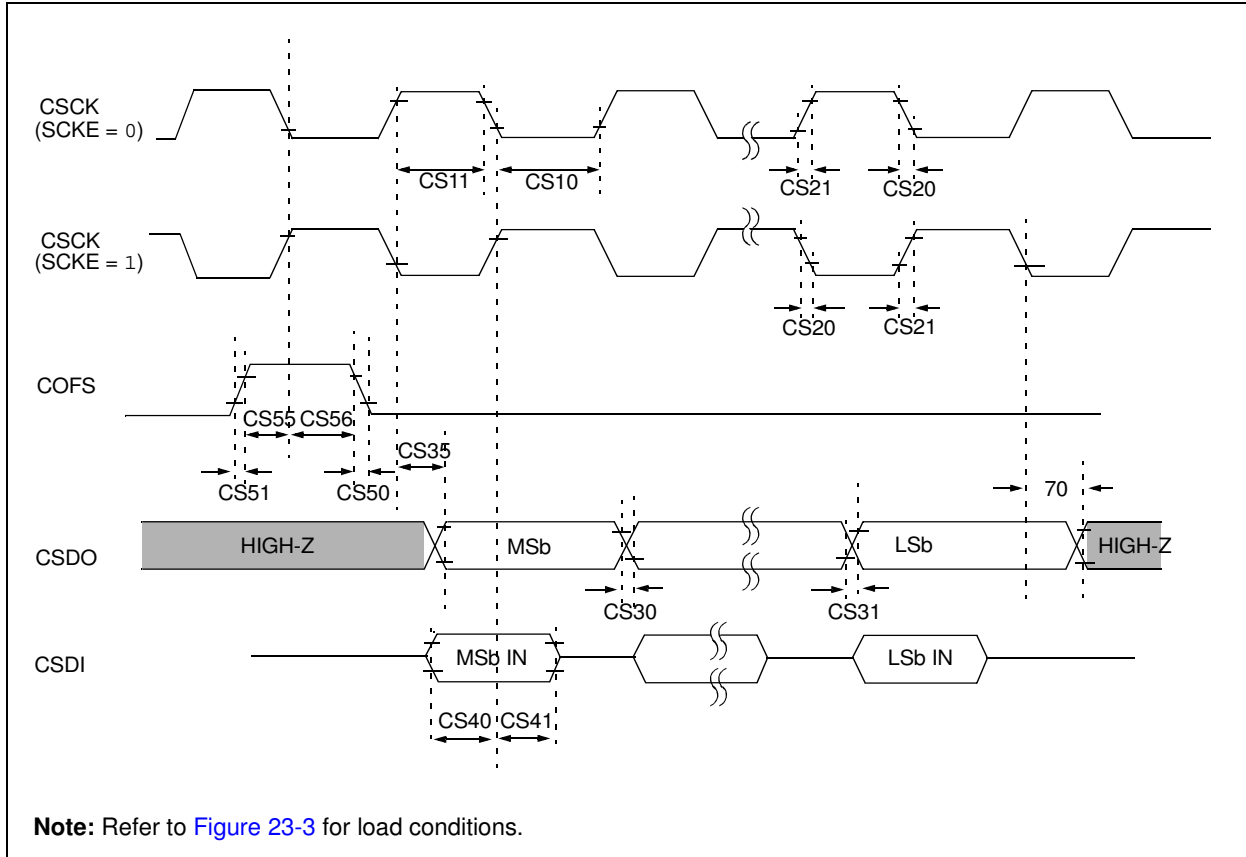 CSCK
(SCKE = 0)
CS11
CS10
CS21
CS20
CSCK
(SCKE = 1)
CS20
CS21
COFS
CS55
CS56
CS35
CS51
CS50
70
CSDO
HIGH-Z
MSb
LSb
HIGH-Z
CS30
CS31
CSDI
MSb IN
LSb IN
CS40
CS41
Note: Refer to Figure 23-3 for load conditions.